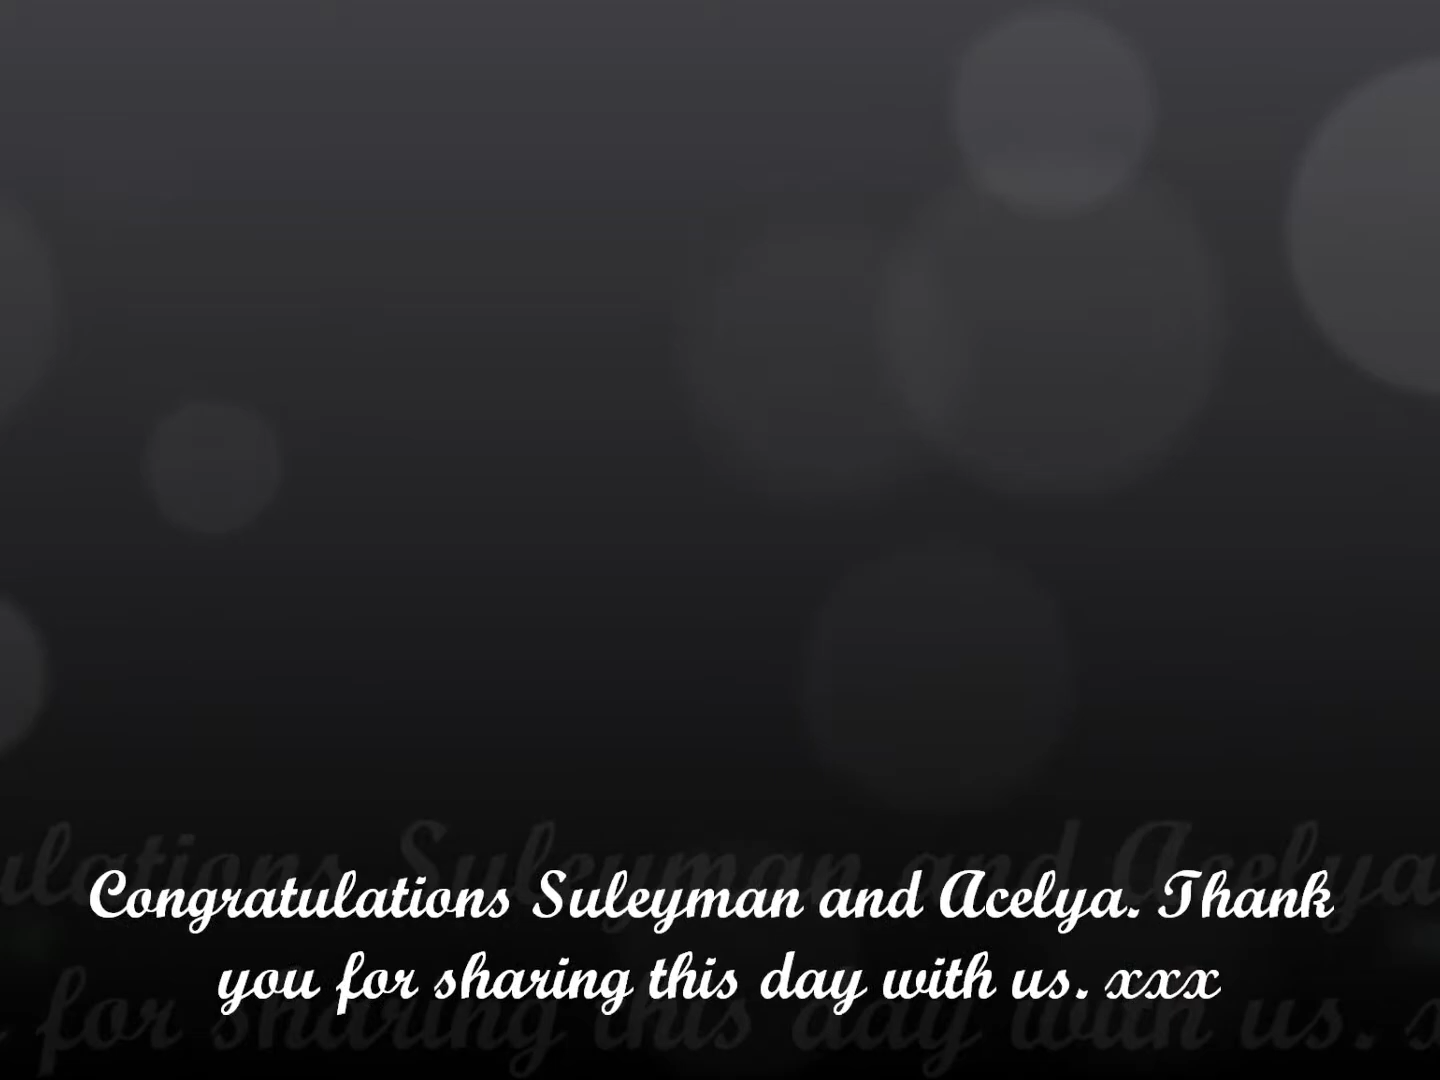 Congratulations Suleyman and Acelya. Thank
you for sharing this day with us. xxx